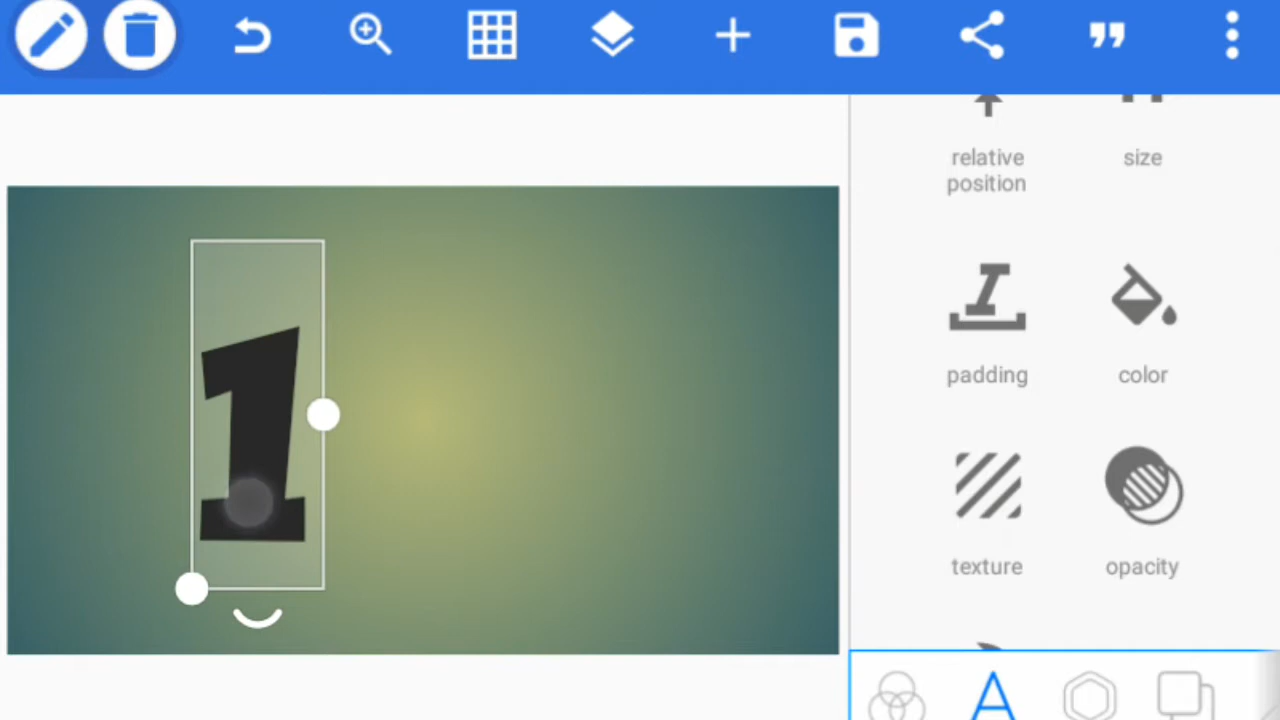 relative
position
size
1
padding
color
texture
opacity